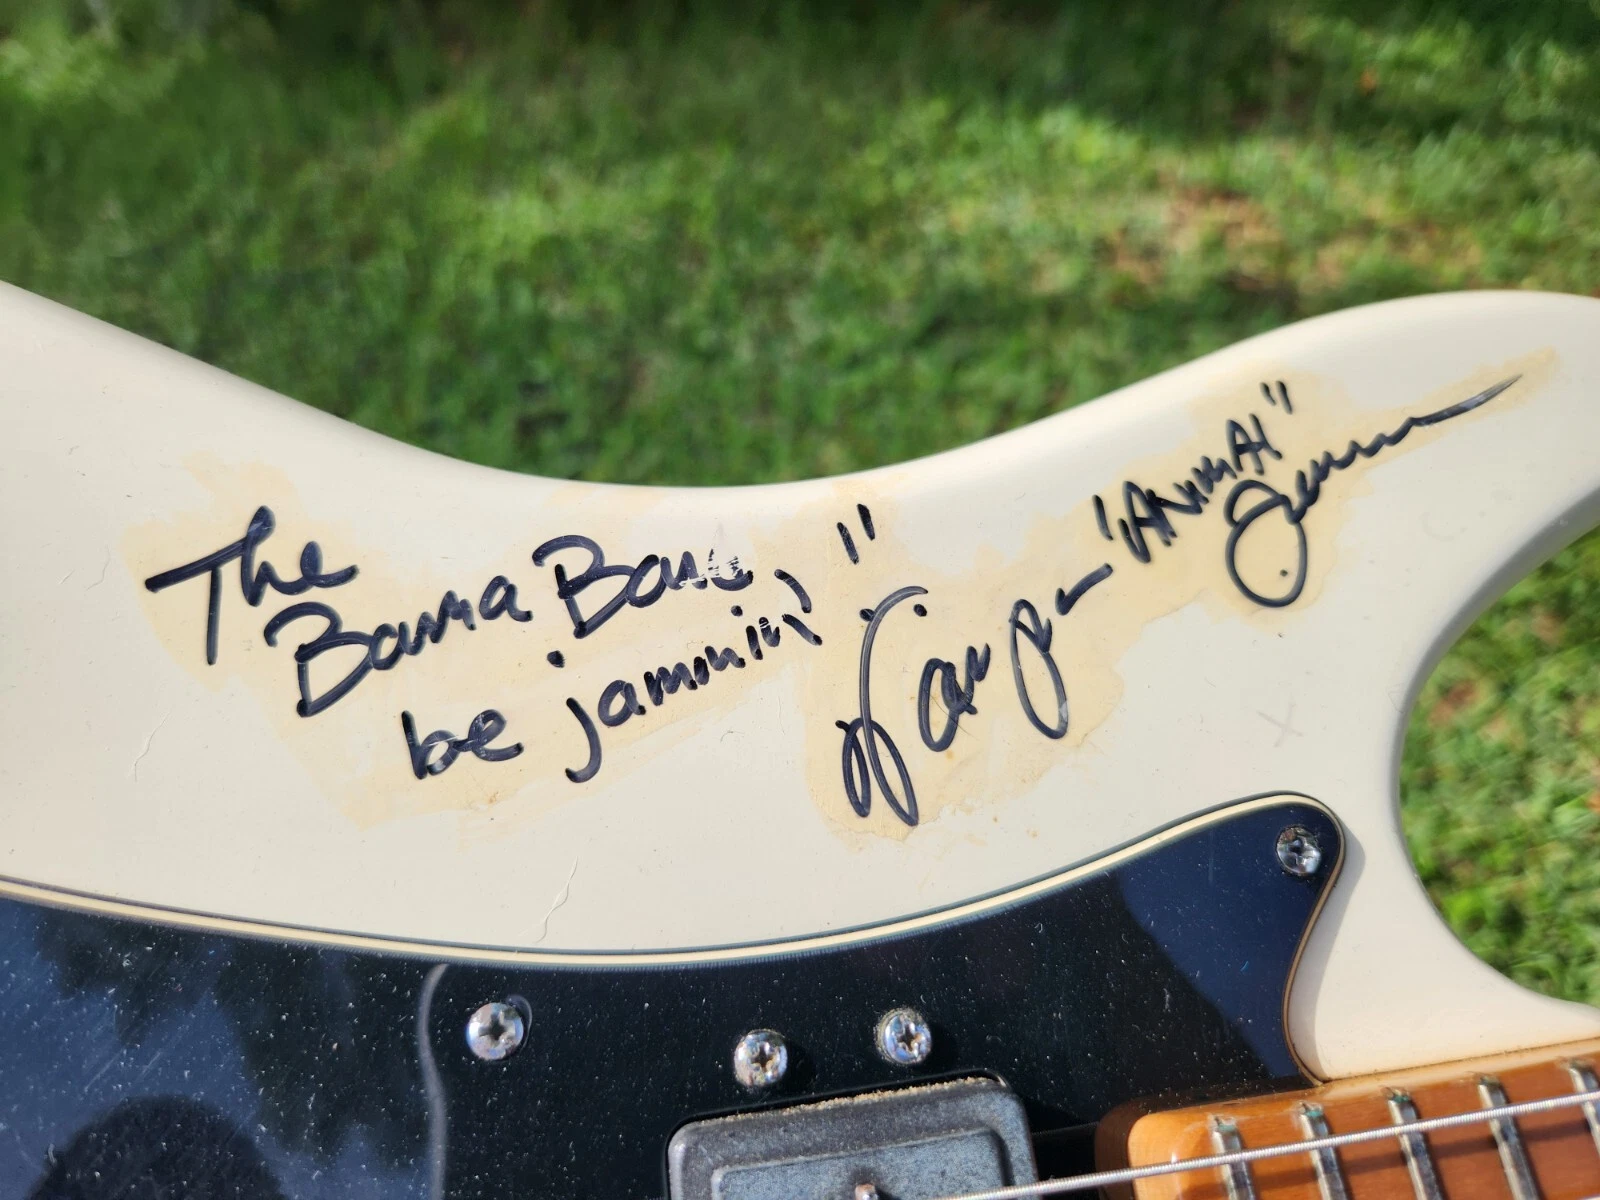 The
Bama Band
be jammin'"
"ANIMAL"